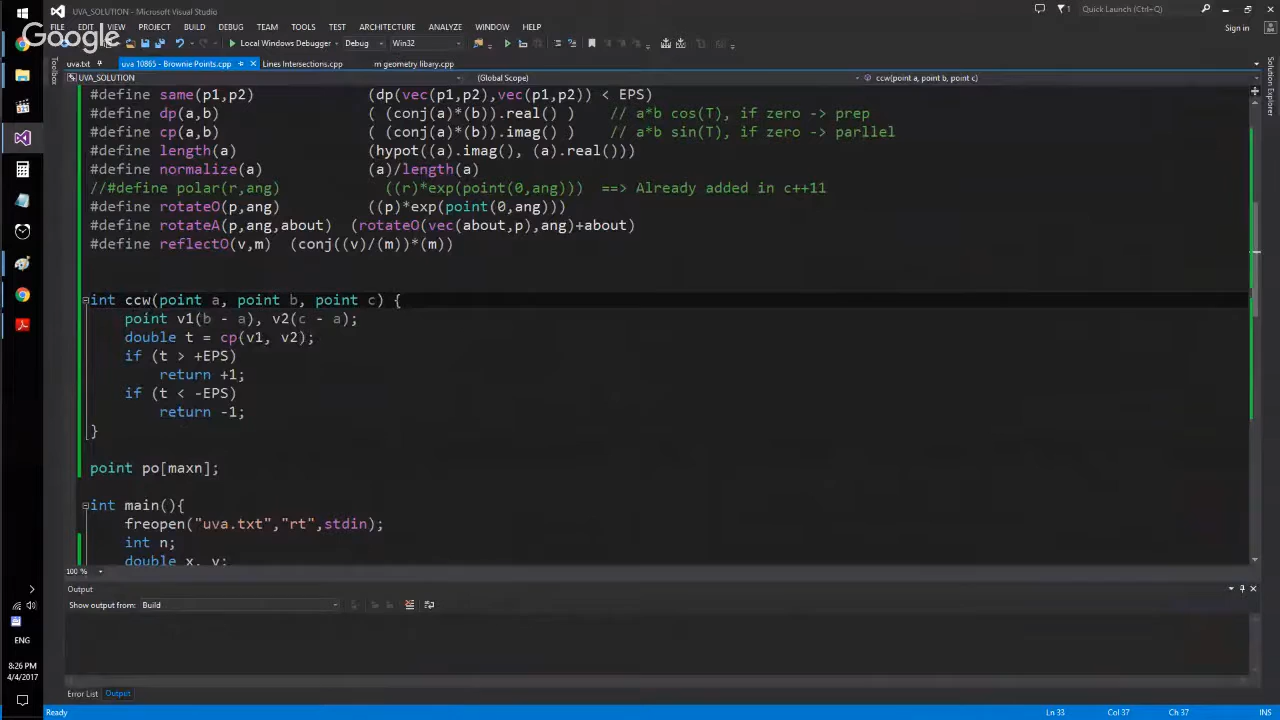 UVA_SOLUTION - Microsoft Visual Studio
Quick Launch (Ctrl+Q)
FILE EDIT VIEW PROJECT BUILD DEBUG TEAM TOOLS TEST ARCHITECTURE ANALYZE WINDOW HELP
Sign in
Google
Local Windows Debugger Debug Win32
uva.txt uva 10865 - Brownie Points.cpp Lines Intersections.cpp m geometry libary.cpp
UVA_SOLUTION (Global Scope) ccw(point a, point b, point c)
#define same(p1,p2) (dp(vec(p1,p2),vec(p1,p2)) < EPS)
#define dp(a,b) ( (conj(a)*(b)).real() ) // a*b cos(T), if zero -> prep
#define cp(a,b) ( (conj(a)*(b)).imag() ) // a*b sin(T), if zero -> parllel
#define length(a) (hypot((a).imag(), (a).real()))
#define normalize(a) (a)/length(a)
//#define polar(r,ang) ((r)*exp(point(0,ang))) ==> Already added in c++11
#define rotateO(p,ang) ((p)*exp(point(0,ang)))
#define rotateA(p,ang,about) (rotateO(vec(about,p),ang)+about)
#define reflectO(v,m) (conj((v)/(m))*(m))
int ccw(point a, point b, point c) {
point v1(b - a), v2(c - a);
double t = cp(v1, v2);
if (t > +EPS)
return +1;
if (t < -EPS)
return -1;
}
point po[maxn];
int main(){
freopen("uva.txt","rt",stdin);
int n;
double x, y;
100 %
Output
Show output from: Build
Error List Output
Ready Ln 33 Col 37 Ch 37 INS
Toolbox
Solution Explorer
ENG
8:26 PM
4/4/2017
1